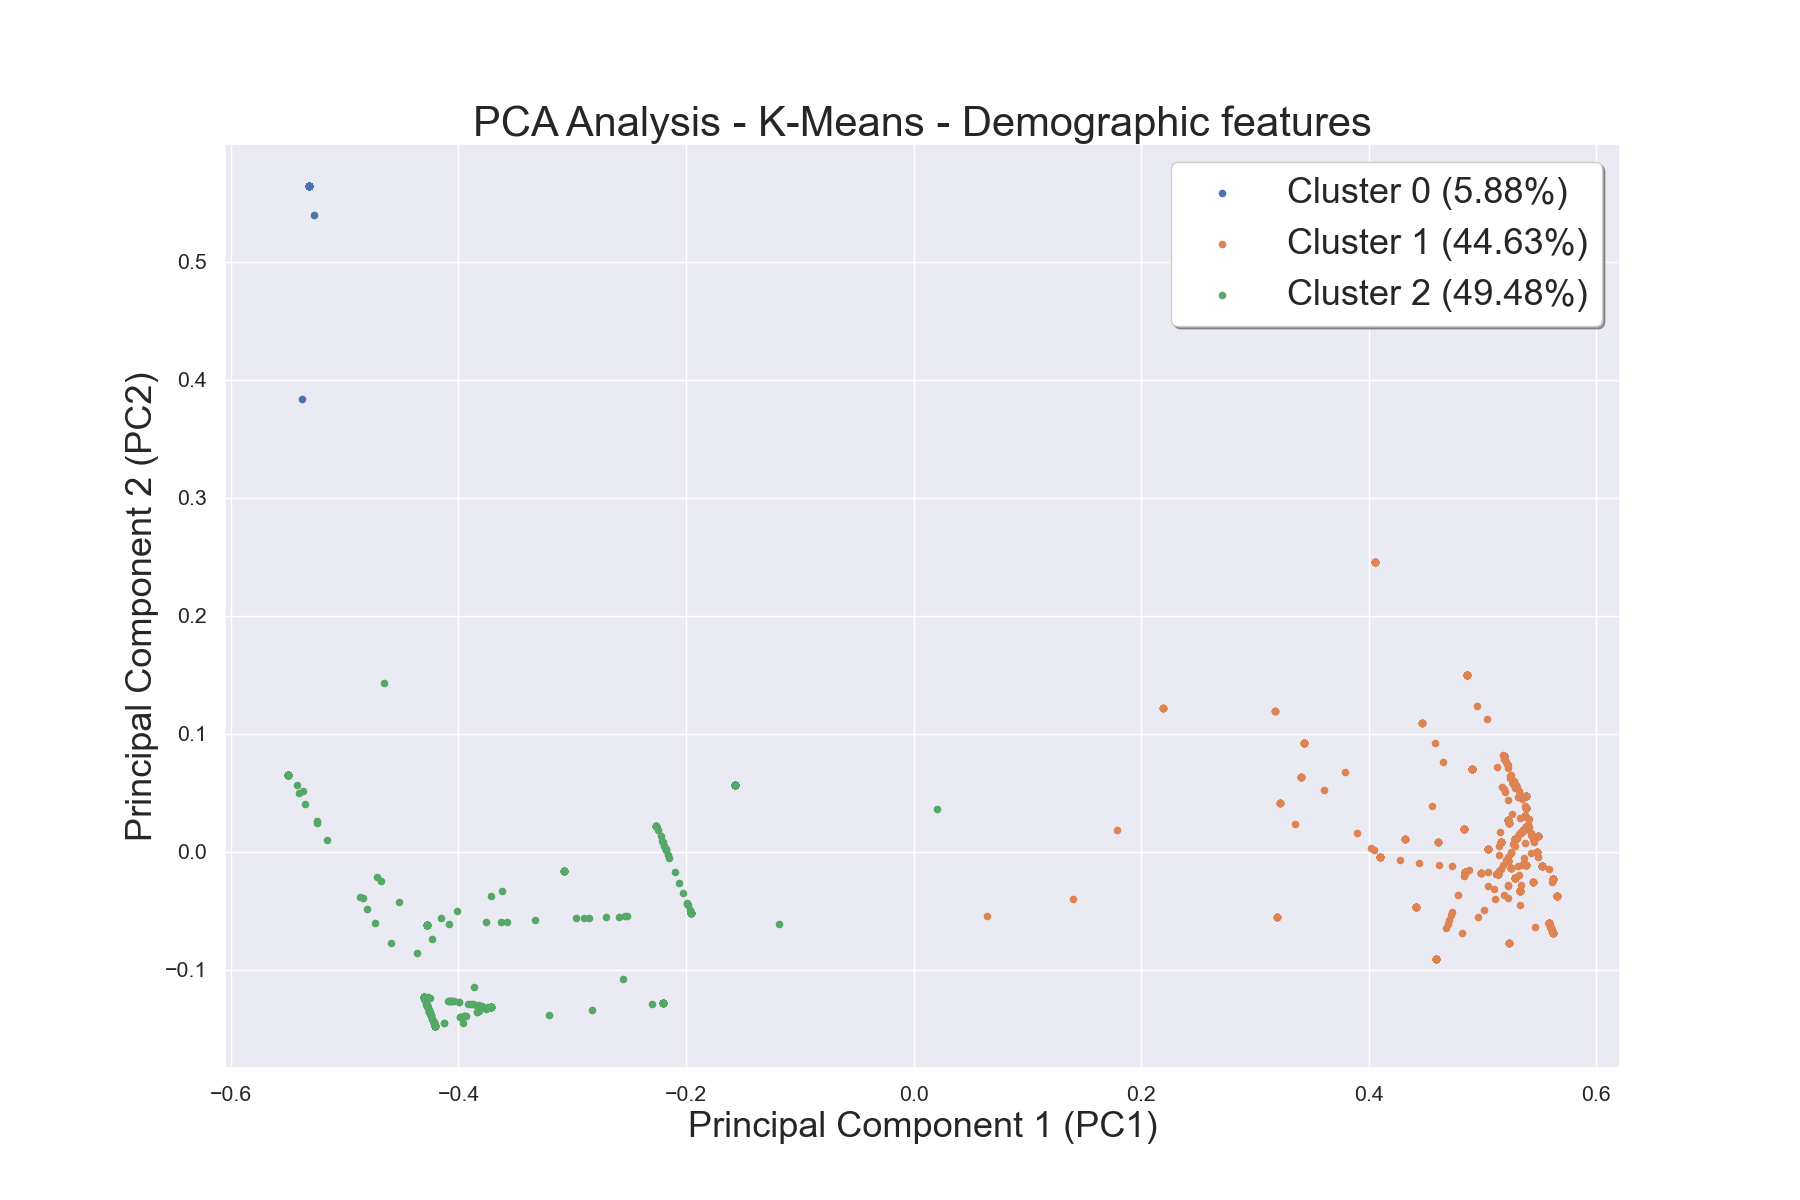 PCA Analysis - K-Means - Demographic features
Cluster 0 (5.88%)
Cluster 1 (44.63%)
Cluster 2 (49.48%)
Principal Component 2 (PC2)
0.5
0.4
0.3
0.2
0.1
0.0
−0.1
−0.6 −0.4 −0.2 0.0 0.2 0.4 0.6
Principal Component 1 (PC1)